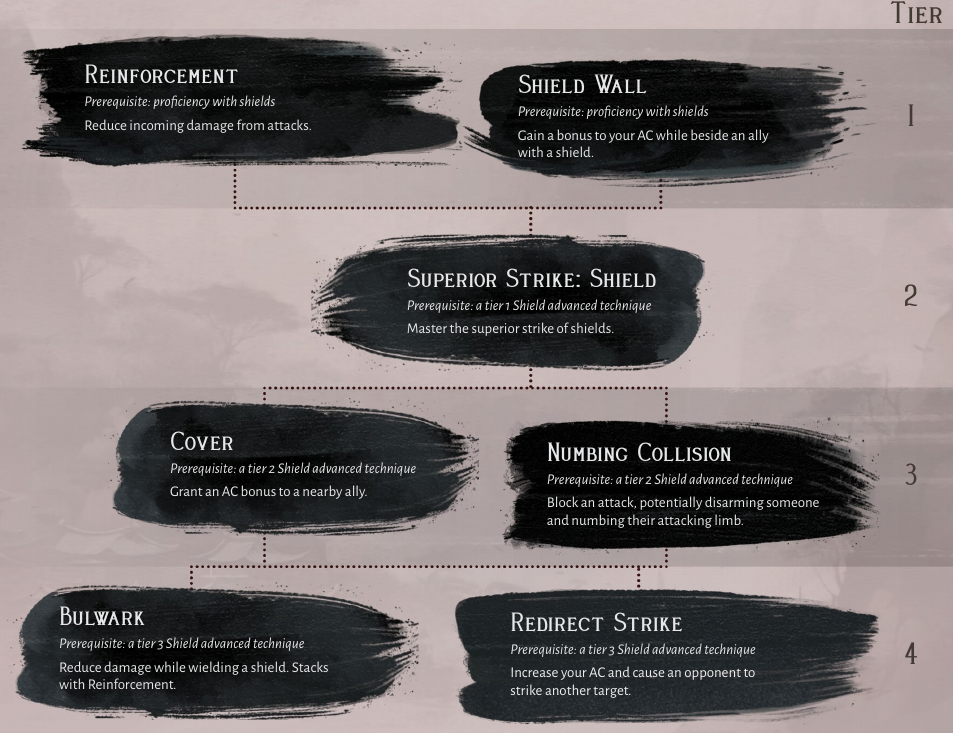 Tier
Reinforcement
Prerequisite: proficiency with shields
Reduce incoming damage from attacks.
Shield Wall
Prerequisite: proficiency with shields
Gain a bonus to your AC while beside an ally
with a shield.
1
Superior Strike: Shield
Prerequisite: a tier 1 Shield advanced technique
Master the superior strike of shields.
2
Cover
Prerequisite: a tier 2 Shield advanced technique
Grant an AC bonus to a nearby ally.
Numbing Collision
Prerequisite: a tier 2 Shield advanced technique
Block an attack, potentially disarming someone
and numbing their attacking limb.
3
Bulwark
Prerequisite: a tier 3 Shield advanced technique
Reduce damage while wielding a shield. Stacks
with Reinforcement.
Redirect Strike
Prerequisite: a tier 3 Shield advanced technique
Increase your AC and cause an opponent to
strike another target.
4